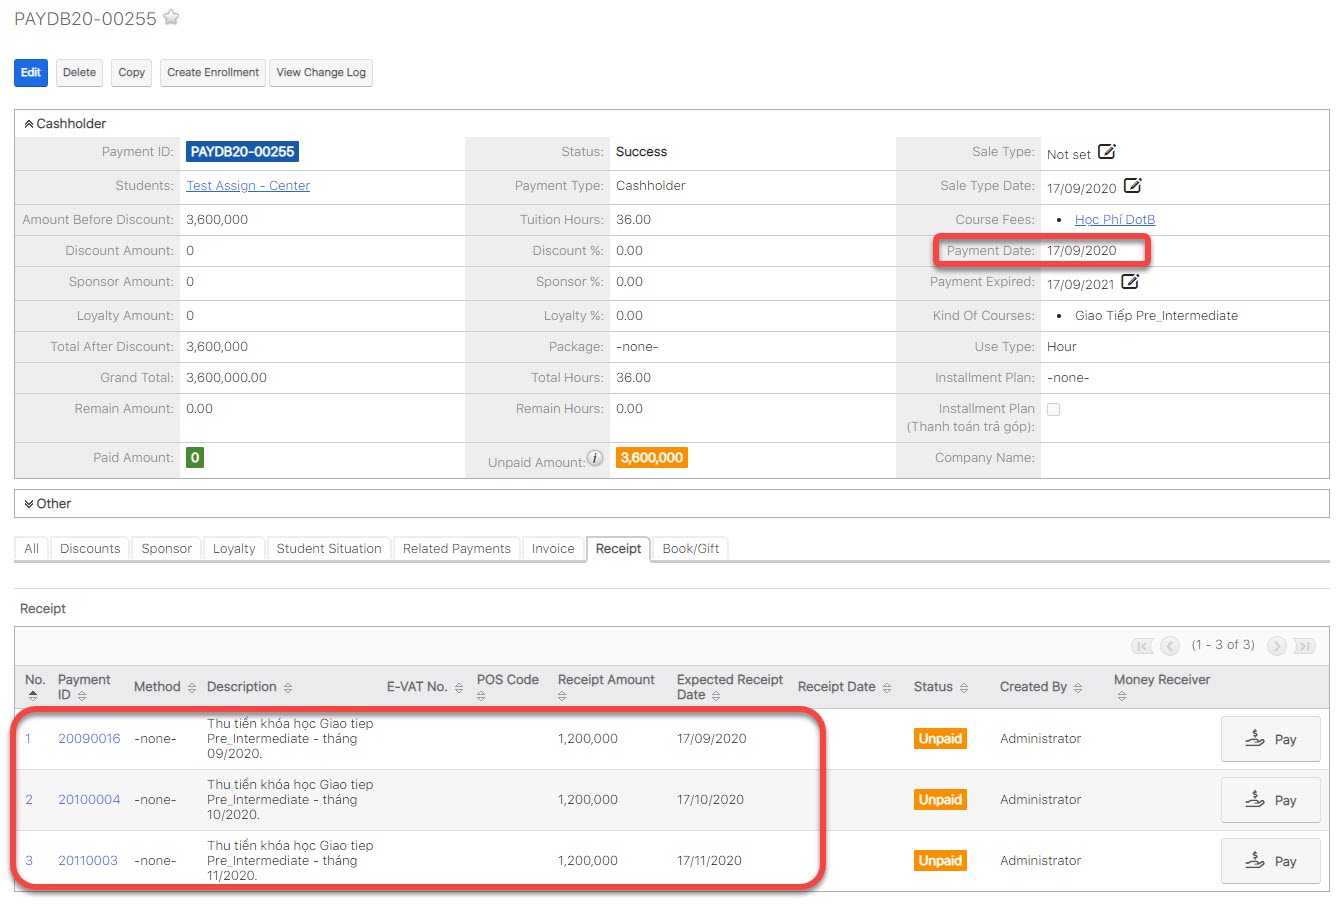 PAYDB20-00255
Edit Delete Copy Create Enrollment View Change Log
Cashholder
Payment ID: PAYDB20-00255 Status: Success Sale Type: Not set
Students: Test Assign - Center Payment Type: Cashholder Sale Type Date: 17/09/2020
Amount Before Discount: 3,600,000 Tuition Hours: 36.00 Course Fees: • Học Phí DotB
Discount Amount: 0 Discount %: 0.00 Payment Date: 17/09/2020
Sponsor Amount: 0 Sponsor %: 0.00 Payment Expired: 17/09/2021
Loyalty Amount: 0 Loyalty %: 0.00 Kind Of Courses: • Giao Tiếp Pre_Intermediate
Total After Discount: 3,600,000 Package: -none- Use Type: Hour
Grand Total: 3,600,000.00 Total Hours: 36.00 Installment Plan: -none-
Remain Amount: 0.00 Remain Hours: 0.00 Installment Plan
(Thanh toán trả góp):
Paid Amount: 0 Unpaid Amount: i 3,600,000 Company Name:
Other
All Discounts Sponsor Loyalty Student Situation Related Payments Invoice Receipt Book/Gift
Receipt
(1 - 3 of 3)
No. Payment ID Method Description E-VAT No. POS Code Receipt Amount Expected Receipt Date Receipt Date Status Created By Money Receiver
Thu tiền khóa học Giao tiep
1 20090016 -none- Pre_Intermediate - tháng 1,200,000 17/09/2020 Unpaid Administrator Pay
09/2020.
Thu tiền khóa học Giao tiep
2 20100004 -none- Pre_Intermediate - tháng 1,200,000 17/10/2020 Unpaid Administrator Pay
10/2020.
Thu tiền khóa học Giao tiep
3 20110003 -none- Pre_Intermediate - tháng 1,200,000 17/11/2020 Unpaid Administrator Pay
11/2020.